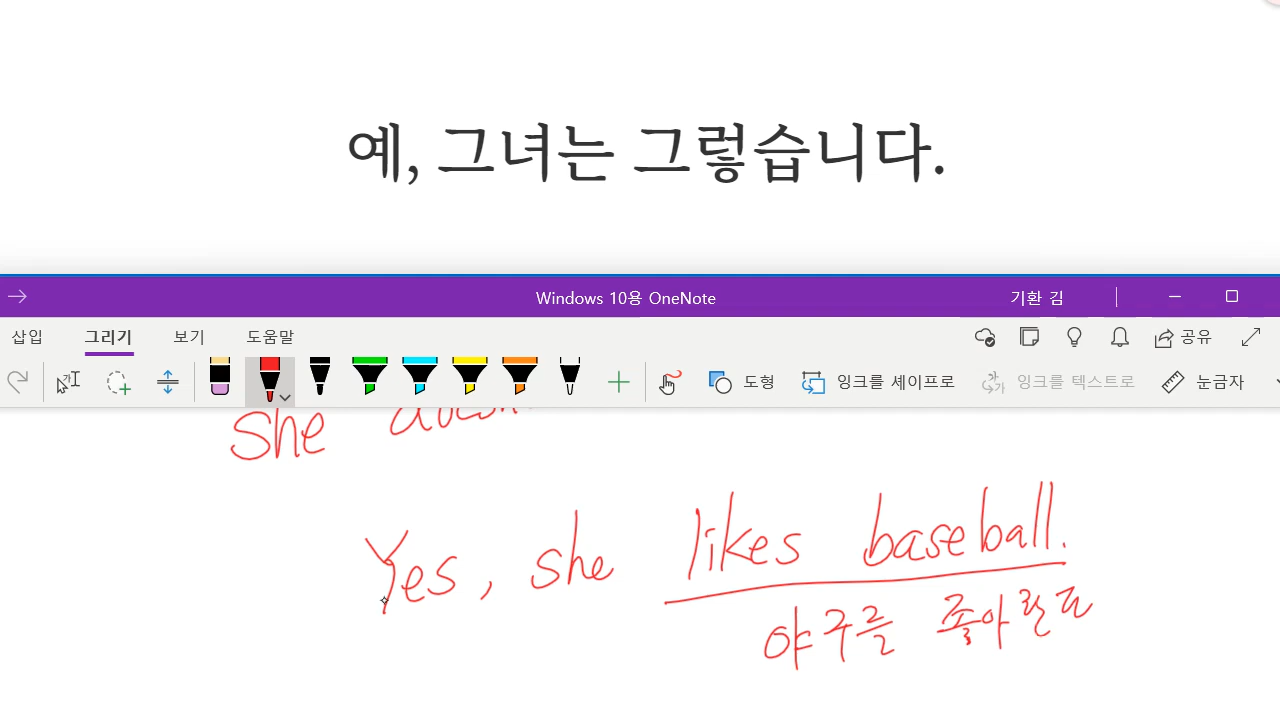 예, 그녀는 그렇습니다.
Windows 10용 OneNote 기환 김
삽입 그리기 보기 도움말 공유
도형 잉크를 셰이프로 잉크를 텍스트로 눈금자
She
Yes, she likes baseball.
야구를 좋아한다